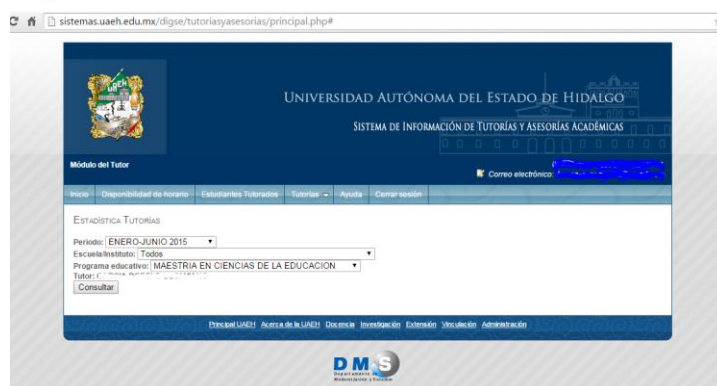 sistemas.uaeh.edu.mx/digse/tutoriasyasesorias/principal.php#
UNIVERSIDAD AUTÓNOMA DEL ESTADO DE HIDALGO
SISTEMA DE INFORMACIÓN DE TUTORÍAS Y ASESORÍAS ACADÉMICAS
Módulo del Tutor
Correo electrónico:
Inicio Disponibilidad de horario Estudiantes Tutorados Tutorías Ayuda Cerrar sesión
ESTADÍSTICA TUTORÍAS
Periodo: ENERO-JUNIO 2015
Escuela/Instituto: Todos
Programa educativo: MAESTRIA EN CIENCIAS DE LA EDUCACION
Tutor:
Consultar
Principal UAEH Acerca de la UAEH Docencia Investigación Extensión Vinculación Administración
DMS